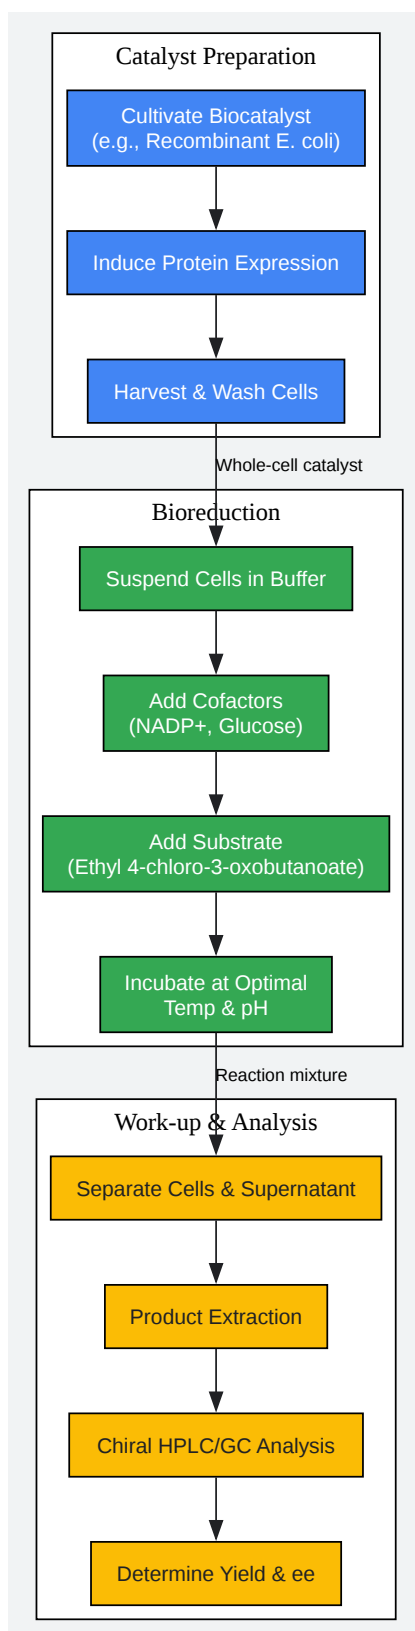 Catalyst Preparation
Cultivate Biocatalyst
(e.g., Recombinant E. coli)
Induce Protein Expression
Harvest & Wash Cells
Whole-cell catalyst
Bioreduction
Suspend Cells in Buffer
Add Cofactors
(NADP+, Glucose)
Add Substrate
(Ethyl 4-chloro-3-oxobutanoate)
Incubate at Optimal
Temp & pH
Reaction mixture
Work-up & Analysis
Separate Cells & Supernatant
Product Extraction
Chiral HPLC/GC Analysis
Determine Yield & ee